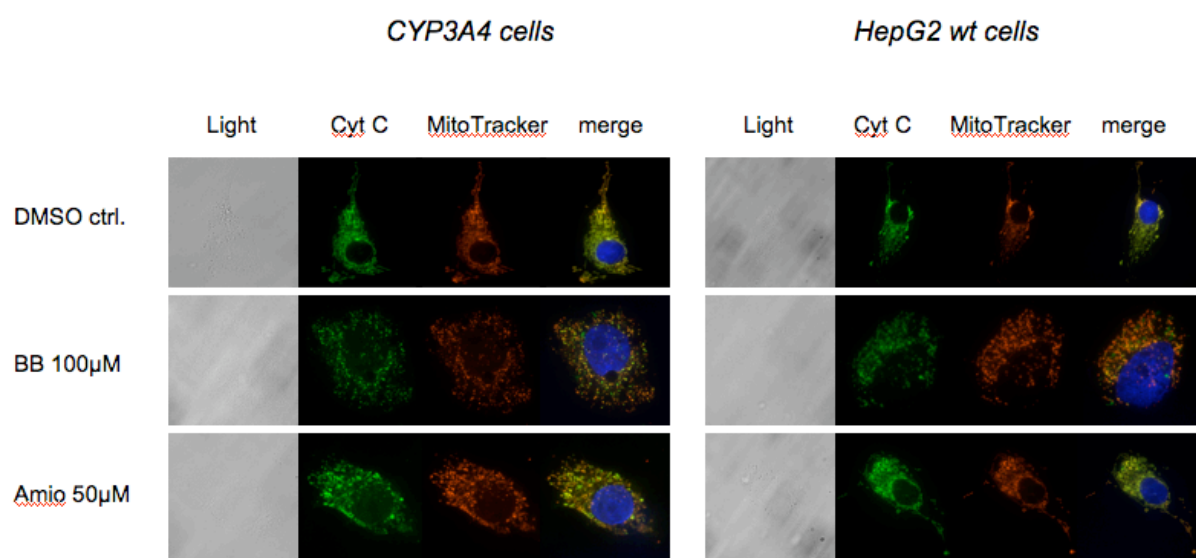 CYP3A4 cells HepG2 wt cells
Light Cyt C MitoTracker merge Light Cyt C MitoTracker merge
DMSO ctrl.
BB 100µM
Amio 50µM